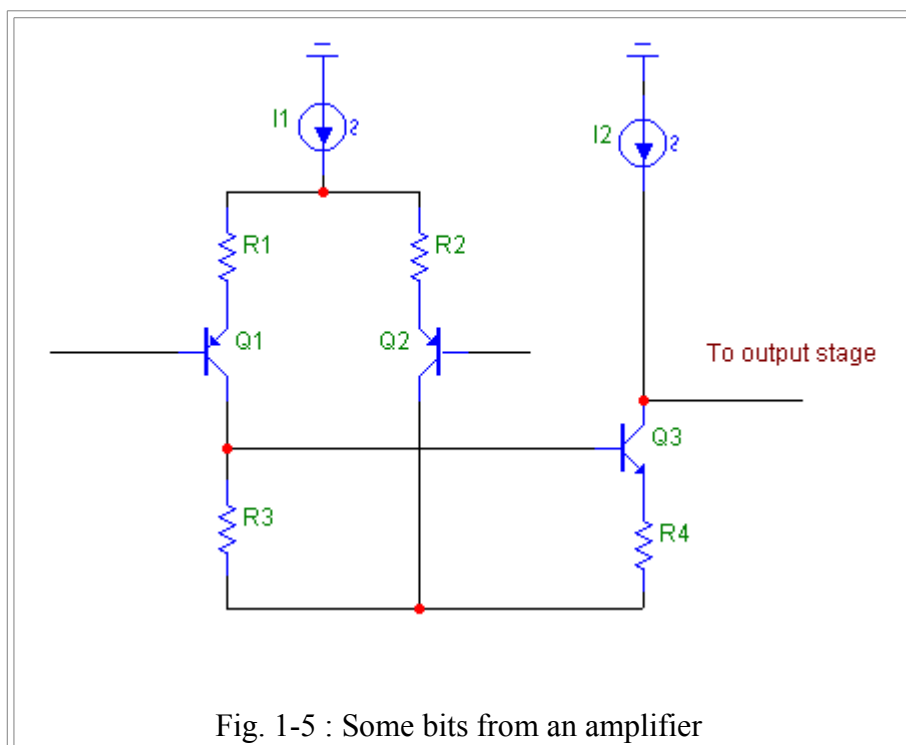 I1
I2
R1
R2
Q1
Q2
To output stage
Q3
R3
R4
Fig. 1-5 : Some bits from an amplifier